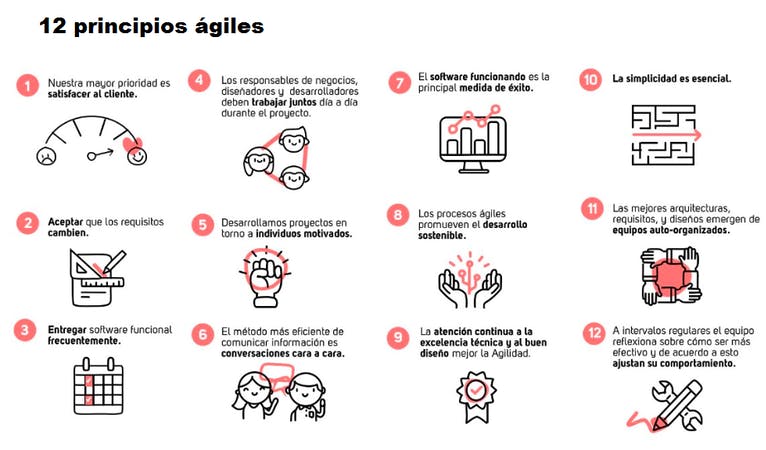 12 principios ágiles
1
Nuestra mayor prioridad es
satisfacer al cliente.
2
Aceptar que los requisitos
cambien.
3
Entregar software funcional
frecuentemente.
4
Los responsables de negocios,
diseñadores y desarrolladores
deben trabajar juntos día a día
durante el proyecto.
5
Desarrollamos proyectos en
torno a individuos motivados.
6
El método más eficiente de
comunicar información es
conversaciones cara a cara.
7
El software funcionando es la
principal medida de éxito.
8
Los procesos ágiles
promueven el desarrollo
sostenible.
9
La atención continua a la
excelencia técnica y al buen
diseño mejor la Agilidad.
10
La simplicidad es esencial.
11
Las mejores arquitecturas,
requisitos, y diseños emergen de
equipos auto-organizados.
12
A intervalos regulares el equipo
reflexiona sobre cómo ser más
efectivo y de acuerdo a esto
ajustan su comportamiento.